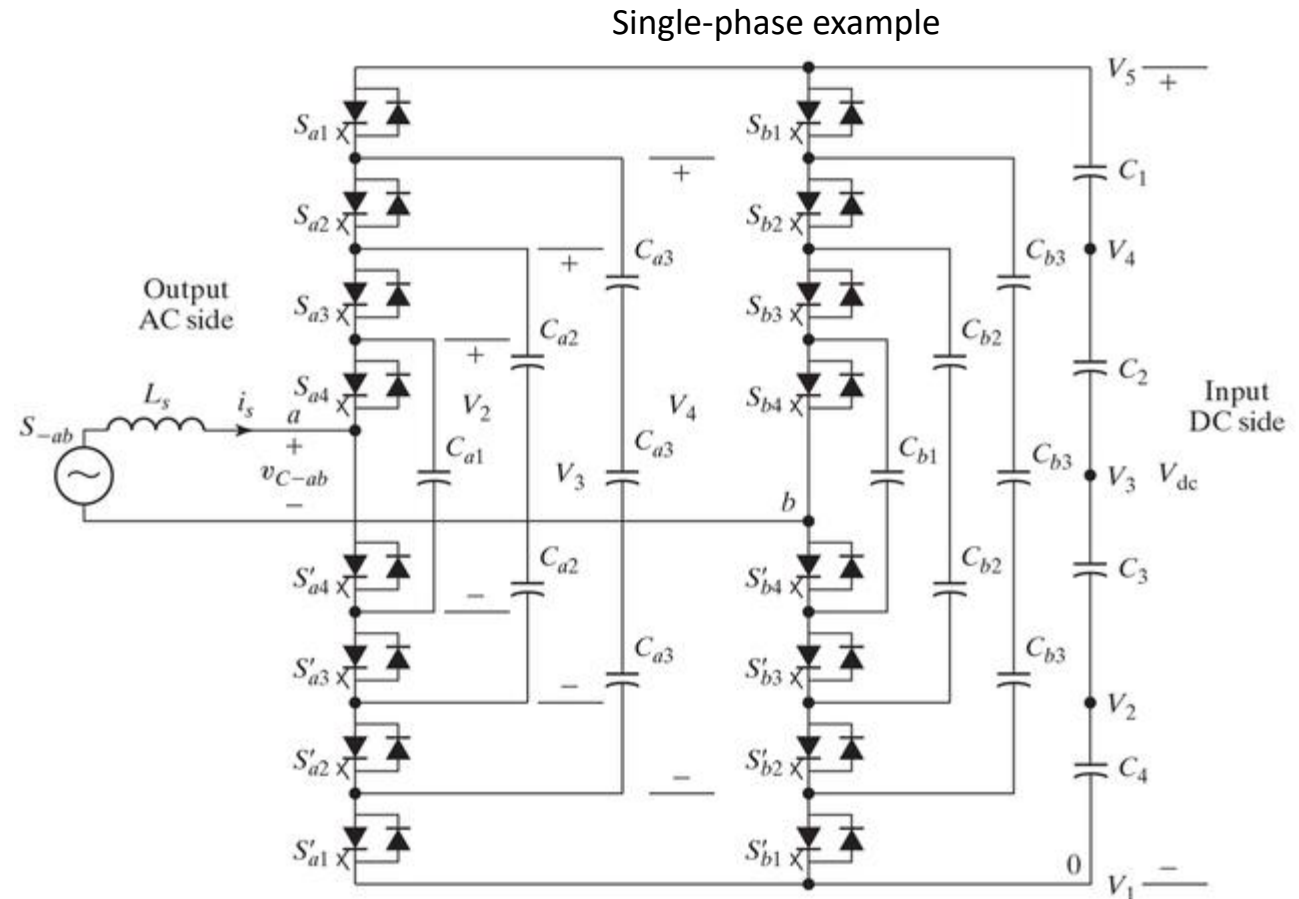 Single-phase example
V5
+
Sa1
Sb1
+
C1
Sa2
Sb2
+
Ca3
Cb3
V4
Output
AC side
Sa3
Sb3
Ca2
Cb2
+
C2
Input
DC side
Ls
is
a
Sa4
V2
V4
Sb4
S−ab
+
vC−ab
−
Ca1
V3
Ca3
Cb1
Cb3
V3
Vdc
b
S′a4
Ca2
S′b4
Cb2
C3
−
S′a3
Ca3
S′b3
Cb3
−
V2
S′a2
S′b2
−
C4
S′a1
S′b1
0
V1
−